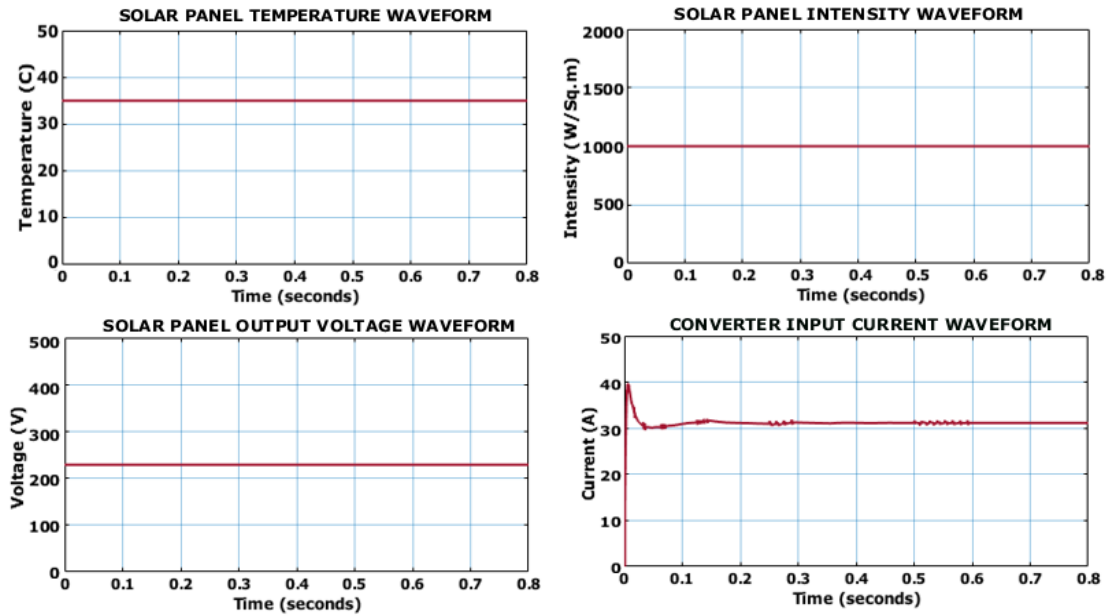 SOLAR PANEL TEMPERATURE WAVEFORM
Temperature (C)
50
40
30
20
10
0
0 0.1 0.2 0.3 0.4 0.5 0.6 0.7 0.8
Time (seconds)
SOLAR PANEL INTENSITY WAVEFORM
Intensity (W/Sq.m)
2000
1500
1000
500
0
0 0.1 0.2 0.3 0.4 0.5 0.6 0.7 0.8
Time (seconds)
SOLAR PANEL OUTPUT VOLTAGE WAVEFORM
Voltage (V)
500
400
300
200
100
0
0 0.1 0.2 0.3 0.4 0.5 0.6 0.7 0.8
Time (seconds)
CONVERTER INPUT CURRENT WAVEFORM
Current (A)
50
40
30
20
10
0
0 0.1 0.2 0.3 0.4 0.5 0.6 0.7 0.8
Time (seconds)